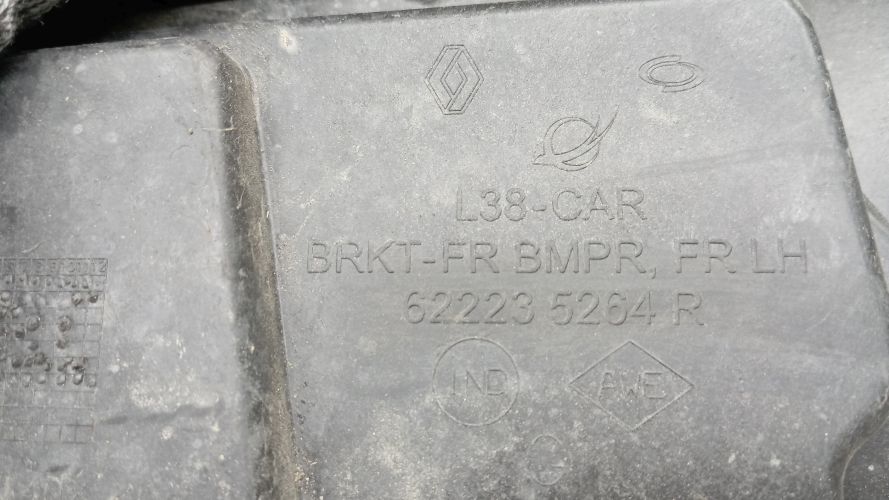 L38-CAR
BRKT-FR BMPR, FR LH
62223 5264 R
IND AWE
G